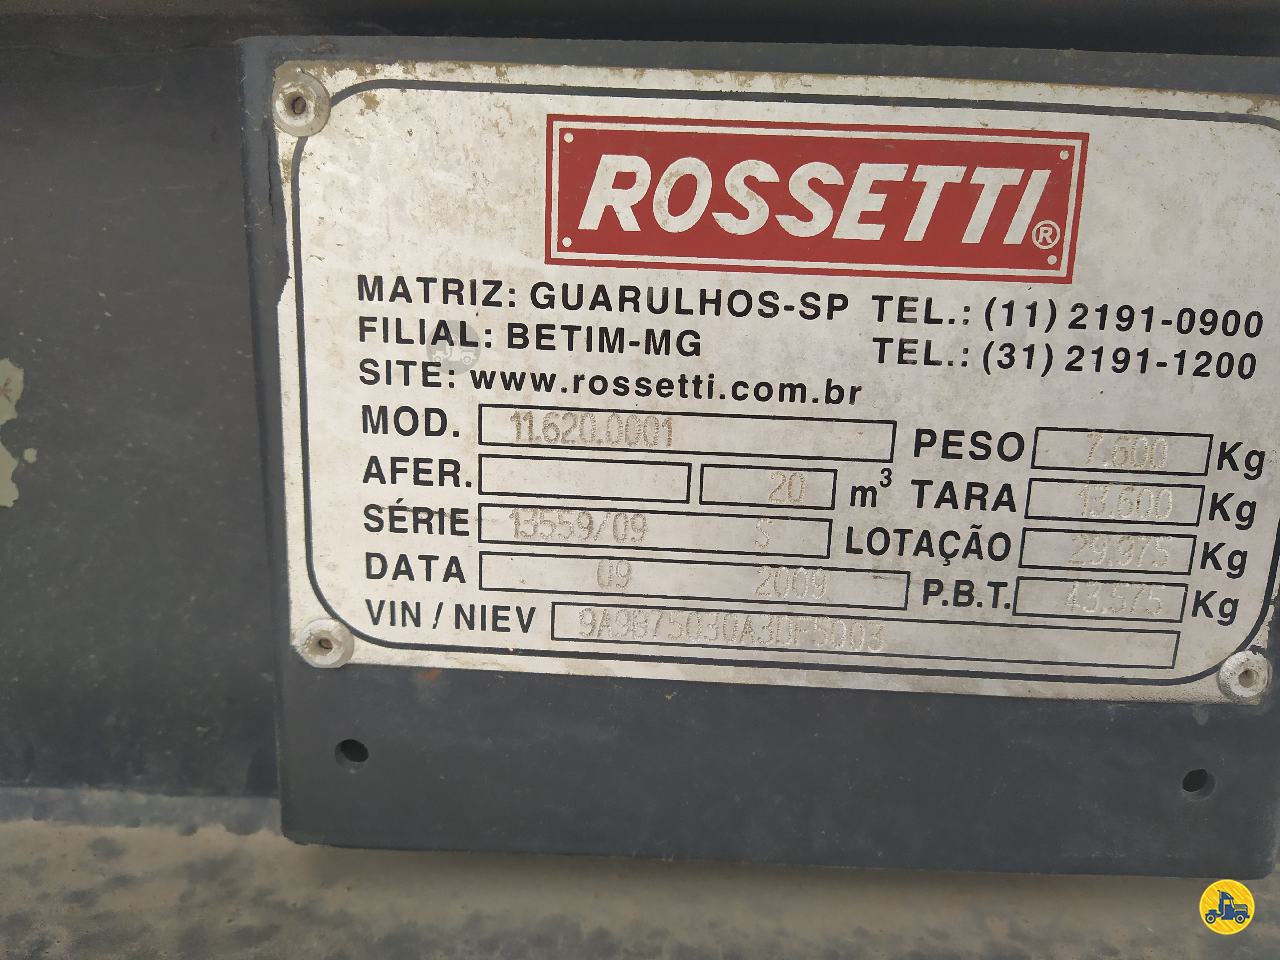 ROSSETTI®
MATRIZ: GUARULHOS-SP TEL.: (11) 2191-0900
FILIAL: BETIM-MG TEL.: (31) 2191-1200
SITE: www.rossetti.com.br
MOD. 11.620.0001 PESO 7.600 Kg
AFER. 20 m³ TARA 13.600 Kg
SÉRIE 13559/09 S LOTAÇÃO 29.975 Kg
DATA 09 2009 P.B.T. 43.575 Kg
VIN / NIEV